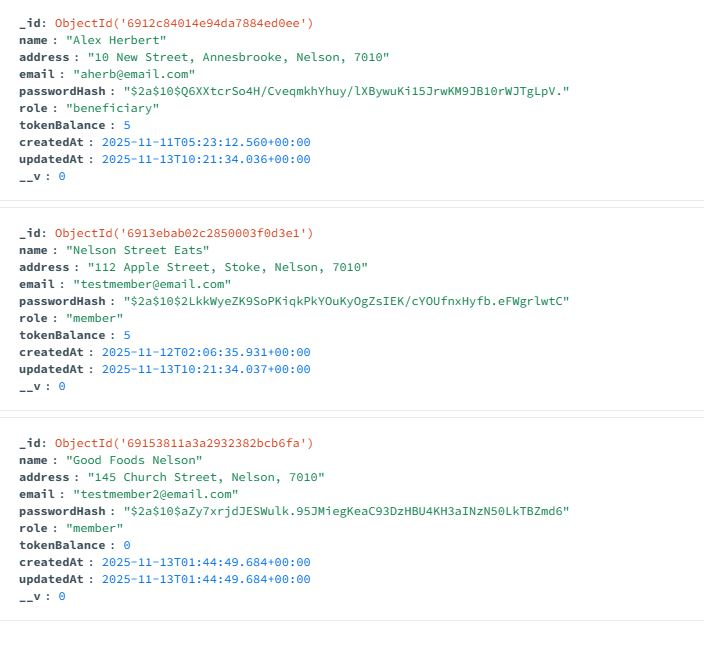 _id: ObjectId('6912c84014e94da7884ed0ee')
name : "Alex Herbert"
address : "10 New Street, Annesbrooke, Nelson, 7010"
email : "aherb@email.com"
passwordHash : "$2a$10$Q6XXtcrSo4H/CveqmkhYhuy/lXBywuKi15JrwKM9JB10rWJTgLpV."
role : "beneficiary"
tokenBalance : 5
createdAt : 2025-11-11T05:23:12.560+00:00
updatedAt : 2025-11-13T10:21:34.036+00:00
__v : 0
_id: ObjectId('6913ebab02c2850003f0d3e1')
name : "Nelson Street Eats"
address : "112 Apple Street, Stoke, Nelson, 7010"
email : "testmember@email.com"
passwordHash : "$2a$10$2LkkWyeZK9SoPKiqkPkYOuKyOgZsIEK/cYOUfnxHyfb.eFWgrlwtC"
role : "member"
tokenBalance : 5
createdAt : 2025-11-12T02:06:35.931+00:00
updatedAt : 2025-11-13T10:21:34.037+00:00
__v : 0
_id: ObjectId('69153811a3a2932382bcb6fa')
name : "Good Foods Nelson"
address : "145 Church Street, Nelson, 7010"
email : "testmember2@email.com"
passwordHash : "$2a$10$aZy7xrjdJESWulk.95JMiegKeaC93DzHBU4KH3aINzN50LkTBZmd6"
role : "member"
tokenBalance : 0
createdAt : 2025-11-13T01:44:49.684+00:00
updatedAt : 2025-11-13T01:44:49.684+00:00
__v : 0